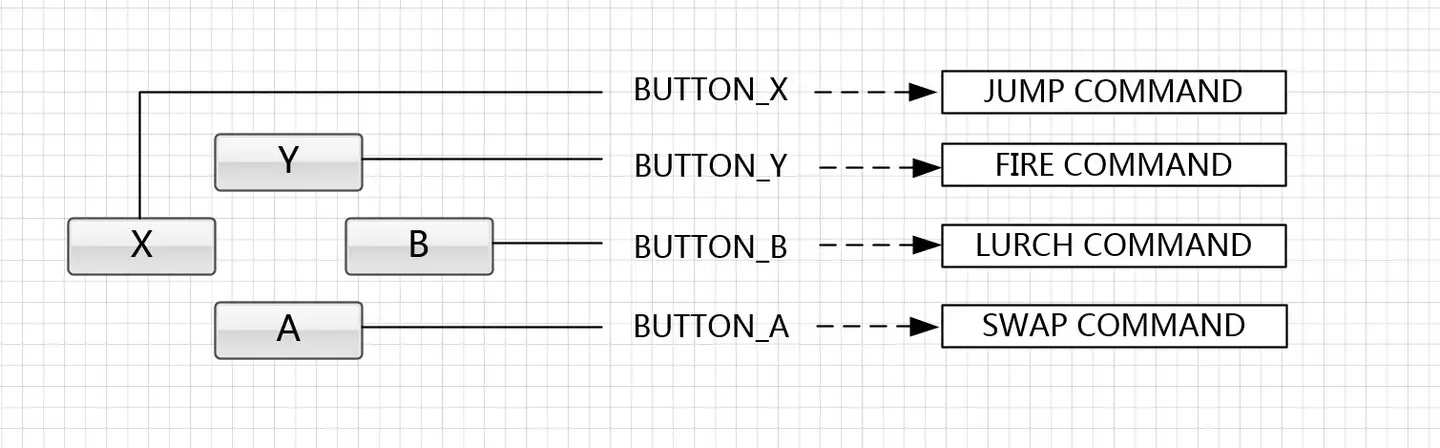 BUTTON_X JUMP COMMAND
Y BUTTON_Y FIRE COMMAND
X B BUTTON_B LURCH COMMAND
A BUTTON_A SWAP COMMAND